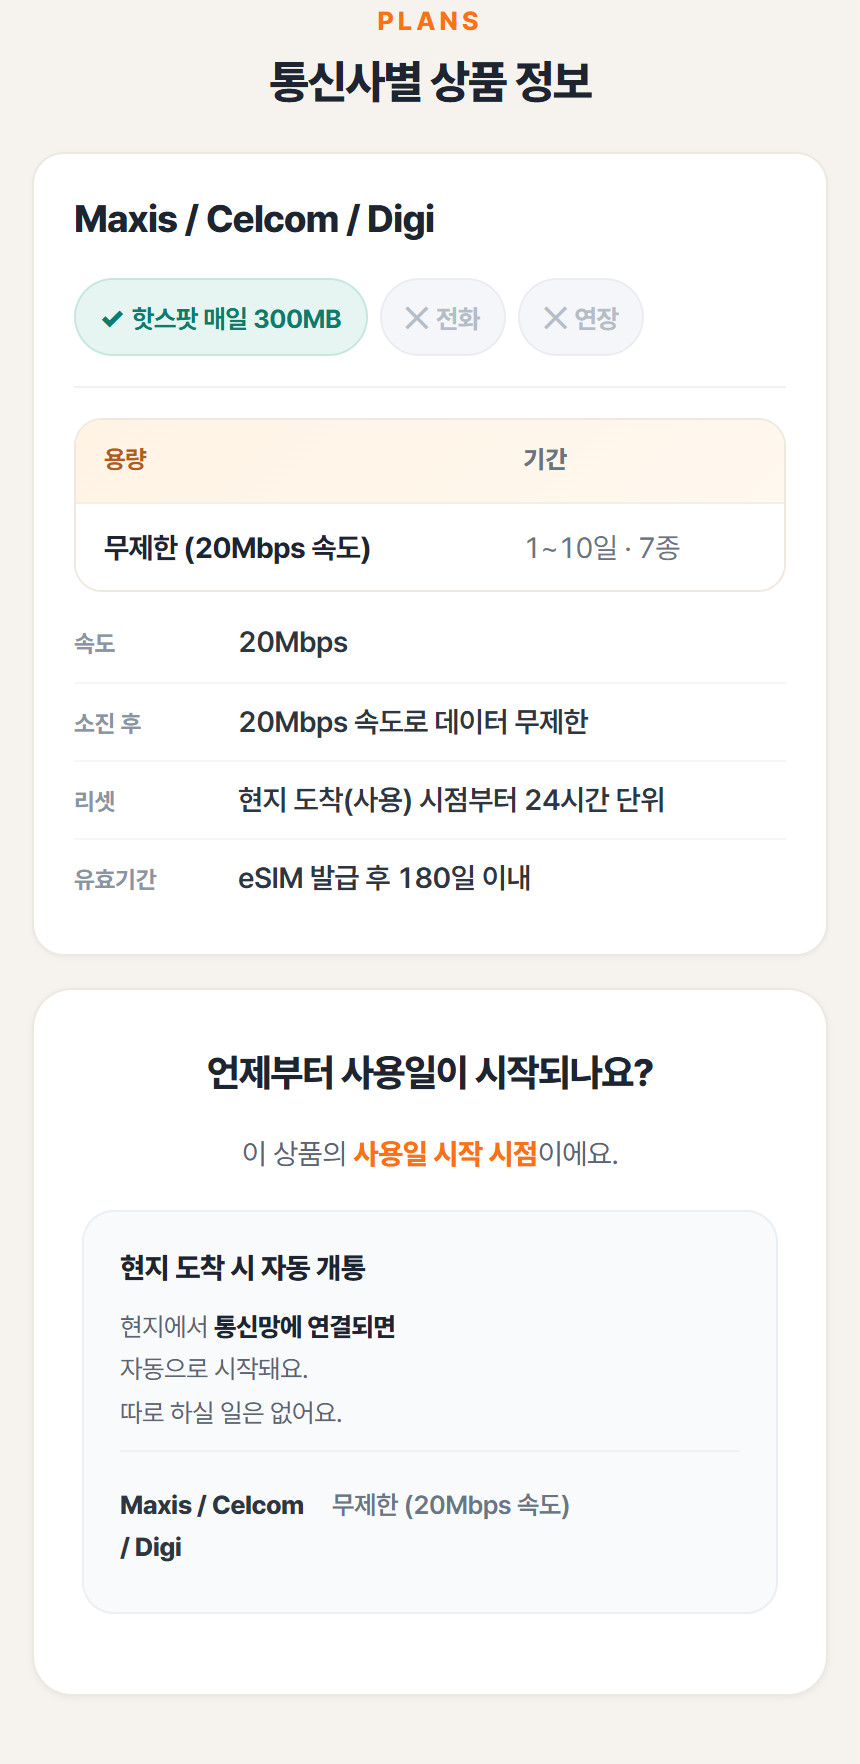 PLANS
통신사별 상품 정보
Maxis / Celcom / Digi
✓ 핫스팟 매일 300MB
✕ 전화
✕ 연장
용량 기간
무제한 (20Mbps 속도) 1~10일 · 7종
속도 20Mbps
소진 후 20Mbps 속도로 데이터 무제한
리셋 현지 도착(사용) 시점부터 24시간 단위
유효기간 eSIM 발급 후 180일 이내
언제부터 사용일이 시작되나요?
이 상품의 사용일 시작 시점이에요.
현지 도착 시 자동 개통
현지에서 통신망에 연결되면
자동으로 시작돼요.
따로 하실 일은 없어요.
Maxis / Celcom 무제한 (20Mbps 속도)
/ Digi